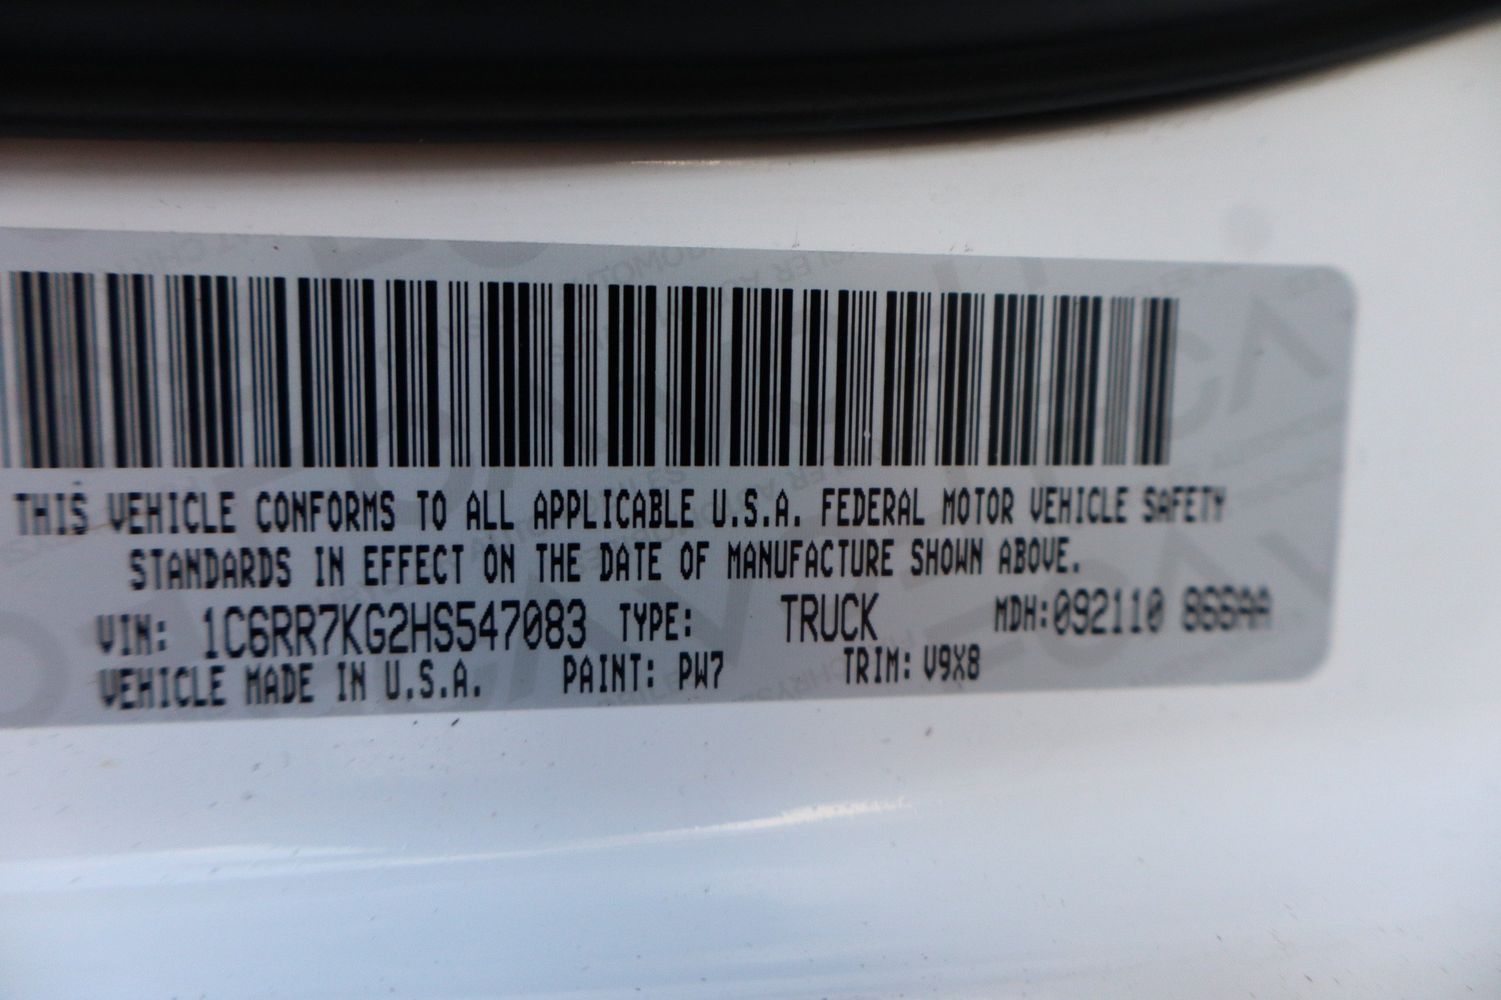 THIS VEHICLE CONFORMS TO ALL APPLICABLE U.S.A. FEDERAL MOTOR VEHICLE SAFETY
STANDARDS IN EFFECT ON THE DATE OF MANUFACTURE SHOWN ABOVE.
VIN: 1C6RR7KG2HS547083 TYPE: TRUCK MDH:092110 866AA
VEHICLE MADE IN U.S.A. PAINT: PW7 TRIM: V9X8